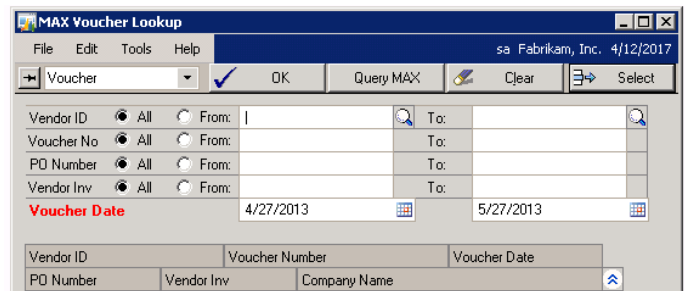 MAX Voucher Lookup
File Edit Tools Help sa Fabrikam, Inc. 4/12/2017
Voucher OK Query MAX Clear Select
Vendor ID All From: To:
Voucher No All From: To:
PO Number All From: To:
Vendor Inv All From: To:
Voucher Date 4/27/2013 5/27/2013
Vendor ID Voucher Number Voucher Date
PO Number Vendor Inv Company Name